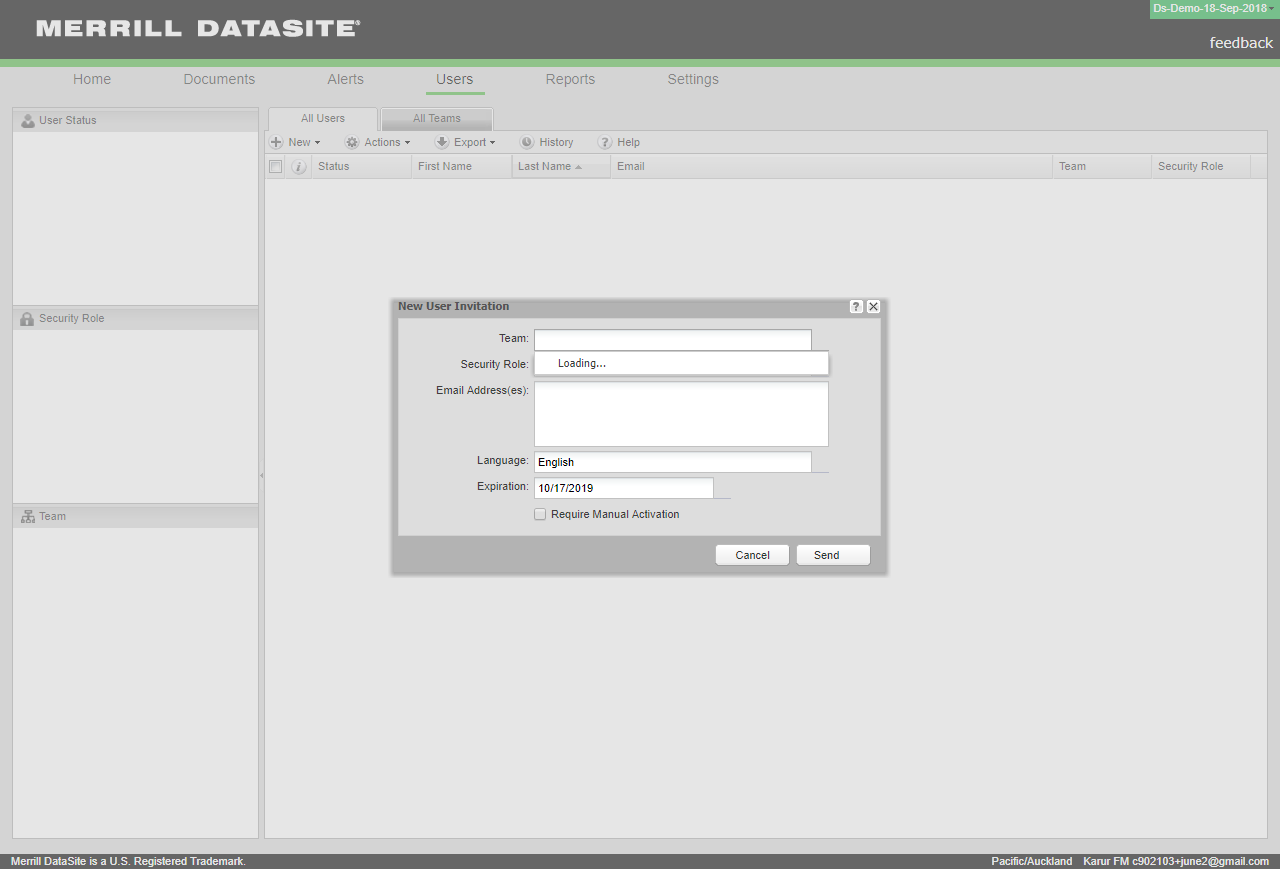 MERRILL DATASITE®
Ds-Demo-18-Sep-2018
feedback
Home Documents Alerts Users Reports Settings
User Status
Security Role
Team
All Users All Teams
New Actions Export History ? Help
i Status First Name Last Name Email Team Security Role
New User Invitation ?
Team:
Security Role: Loading...
Email Address(es):
Language: English
Expiration: 10/17/2019
Require Manual Activation
Cancel Send
Merrill DataSite is a U.S. Registered Trademark. Pacific/Auckland Karur FM c902103+june2@gmail.com